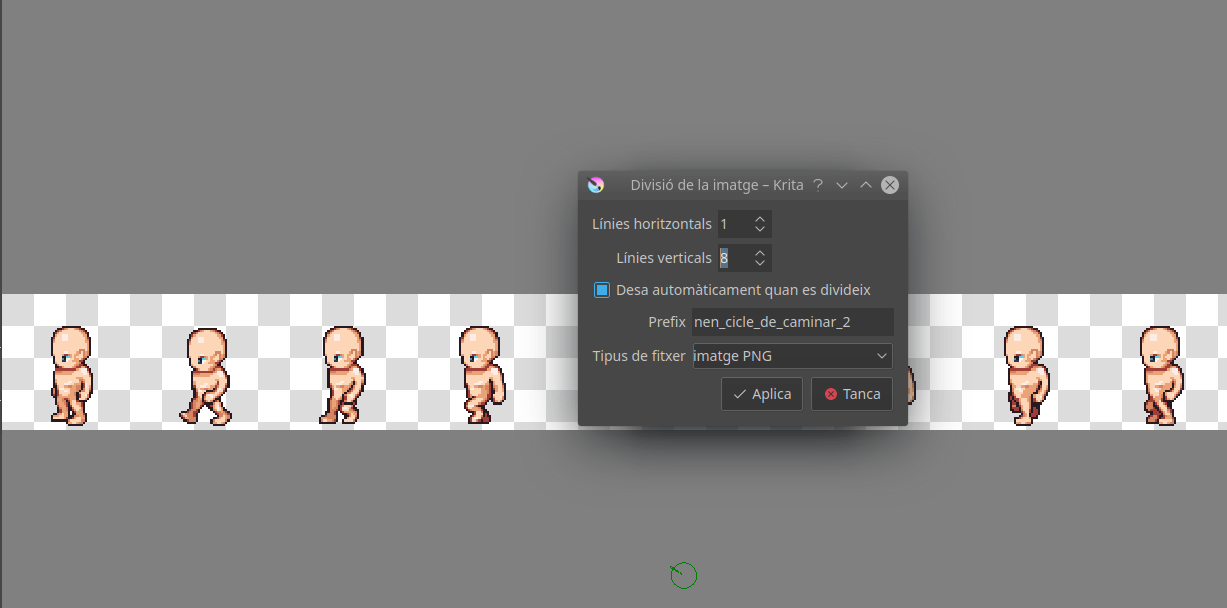 Divisió de la imatge – Krita
Línies horitzontals 1
Línies verticals 8
Desa automàticament quan es divideix
Prefix nen_cicle_de_caminar_2
Tipus de fitxer imatge PNG
Aplica Tanca